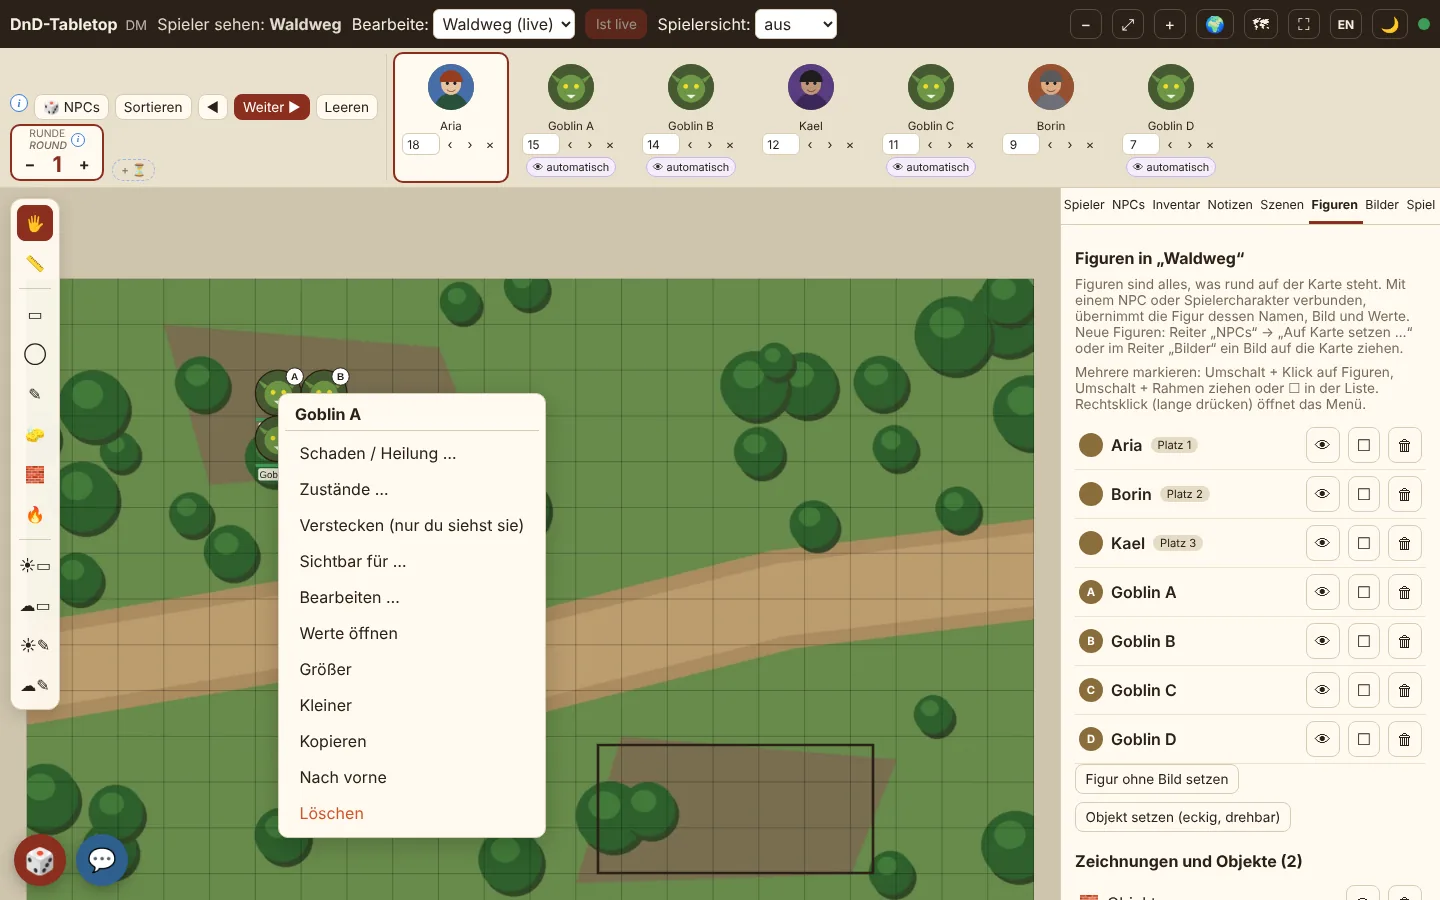 DnD-Tabletop DM Spieler sehen: Waldweg Bearbeite: Waldweg (live) Ist live Spielersicht: aus EN
NPCs Sortieren Weiter Leeren
RUNDE
ROUND
− 1 +
Aria
18
Goblin A
15
automatisch
Goblin B
14
automatisch
Kael
12
Goblin C
11
automatisch
Borin
9
Goblin D
7
automatisch
A B
Gob
Goblin A
Schaden / Heilung ...
Zustände ...
Verstecken (nur du siehst sie)
Sichtbar für ...
Bearbeiten ...
Werte öffnen
Größer
Kleiner
Kopieren
Nach vorne
Löschen
Spieler NPCs Inventar Notizen Szenen Figuren Bilder Spiel
Figuren in „Waldweg“
Figuren sind alles, was rund auf der Karte steht. Mit
einem NPC oder Spielercharakter verbunden,
übernimmt die Figur dessen Namen, Bild und Werte.
Neue Figuren: Reiter „NPCs“ → „Auf Karte setzen ...“
oder im Reiter „Bilder“ ein Bild auf die Karte ziehen.
Mehrere markieren: Umschalt + Klick auf Figuren,
Umschalt + Rahmen ziehen oder ☐ in der Liste.
Rechtsklick (lange drücken) öffnet das Menü.
Aria Platz 1
Borin Platz 2
Kael Platz 3
A Goblin A
B Goblin B
C Goblin C
D Goblin D
Figur ohne Bild setzen
Objekt setzen (eckig, drehbar)
Zeichnungen und Objekte (2)